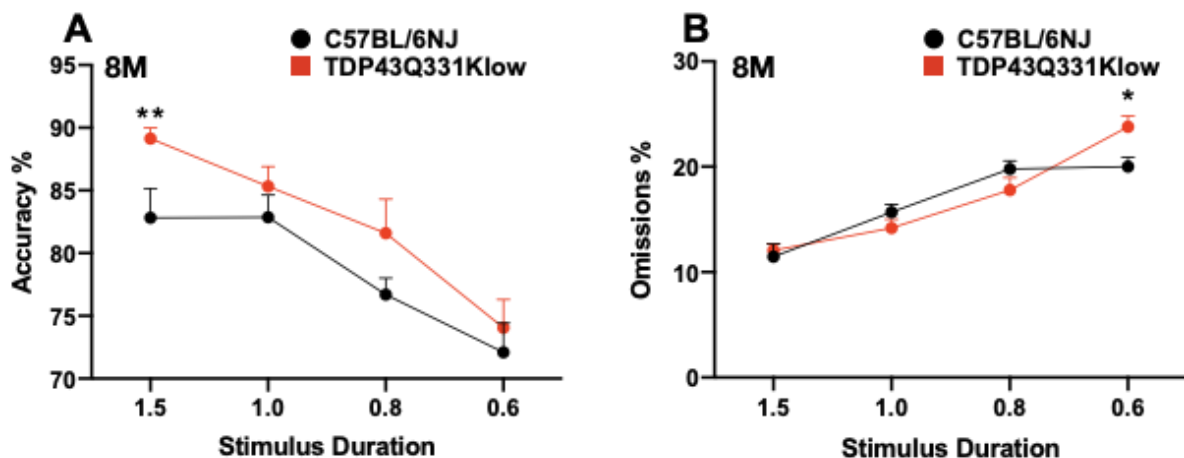 A
C57BL/6NJ
TDP43Q331Klow
8M
95
90
85
80
75
70
**
Accuracy %
1.5 1.0 0.8 0.6
Stimulus Duration
B
C57BL/6NJ
TDP43Q331Klow
8M
30
20
10
0
*
Omissions %
1.5 1.0 0.8 0.6
Stimulus Duration